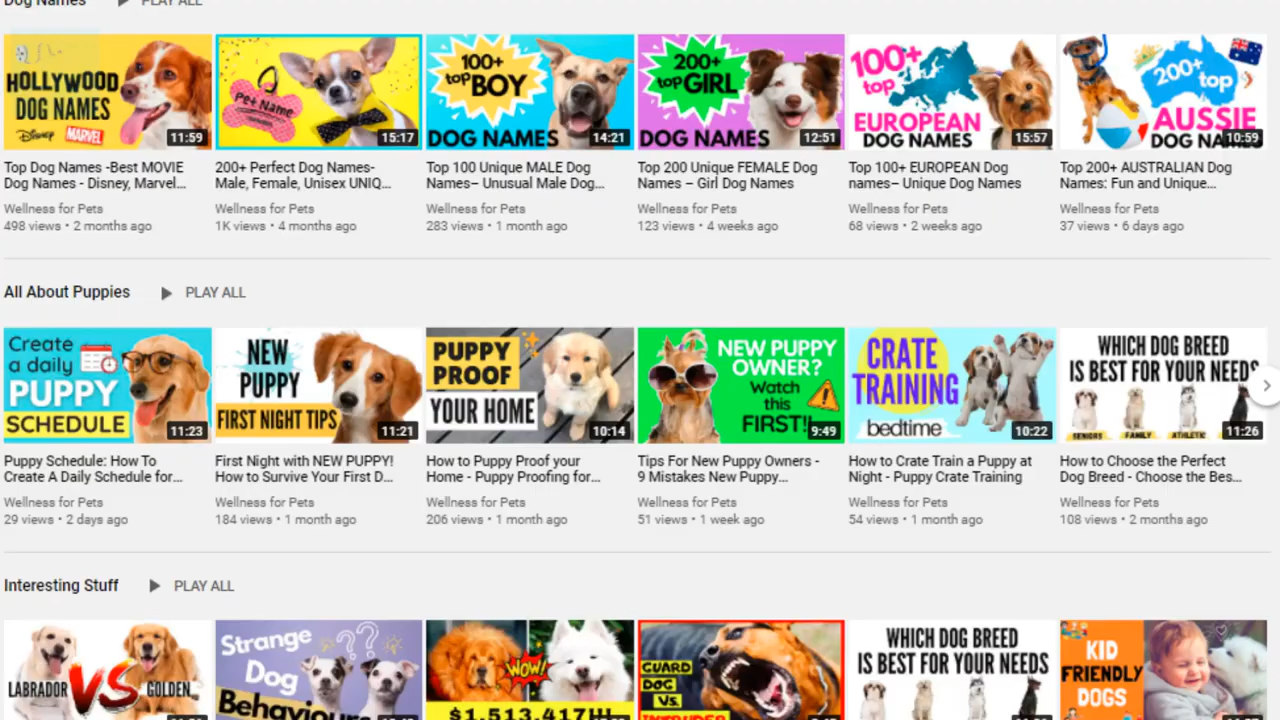 Dog Names PLAY ALL
HOLLYWOOD
DOG NAMES
Disney MARVEL
11:59
Pet Name
15:17
100+
top BOY
DOG NAMES
14:21
200+
top GIRL
DOG NAMES
12:51
100+
top
EUROPEAN
DOG NAMES
15:57
200+
top
AUSSIE
DOG NAMES
10:59
Top Dog Names -Best MOVIE
Dog Names - Disney, Marvel...
Wellness for Pets
498 views • 2 months ago
200+ Perfect Dog Names-
Male, Female, Unisex UNIQ...
Wellness for Pets
1K views • 4 months ago
Top 100 Unique MALE Dog
Names– Unusual Male Dog...
Wellness for Pets
283 views • 1 month ago
Top 200 Unique FEMALE Dog
Names – Girl Dog Names
Wellness for Pets
123 views • 4 weeks ago
Top 100+ EUROPEAN Dog
names– Unique Dog Names
Wellness for Pets
68 views • 2 weeks ago
Top 200+ AUSTRALIAN Dog
Names: Fun and Unique...
Wellness for Pets
37 views • 6 days ago
All About Puppies PLAY ALL
Create
a daily
PUPPY
SCHEDULE
11:23
NEW
PUPPY
FIRST NIGHT TIPS
11:21
PUPPY
PROOF
YOUR HOME
10:14
NEW PUPPY
OWNER?
Watch
this
FIRST!!
9:49
CRATE
TRAINING
bedtime
10:22
WHICH DOG BREED
IS BEST FOR YOUR NEEDS
SENIORS FAMILY ATHLETIC
11:26
Puppy Schedule: How To
Create A Daily Schedule for...
Wellness for Pets
29 views • 2 days ago
First Night with NEW PUPPY!
How to Survive Your First D...
Wellness for Pets
184 views • 1 month ago
How to Puppy Proof your
Home - Puppy Proofing for...
Wellness for Pets
206 views • 1 month ago
Tips For New Puppy Owners -
9 Mistakes New Puppy...
Wellness for Pets
51 views • 1 week ago
How to Crate Train a Puppy at
Night - Puppy Crate Training
Wellness for Pets
54 views • 1 month ago
How to Choose the Perfect
Dog Breed - Choose the Bes...
Wellness for Pets
108 views • 2 months ago
Interesting Stuff PLAY ALL
LABRADOR VS GOLDEN
Strange
Dog
Behaviours
WOW!
$1,513,417!!!
GUARD
DOG
VS.
INTRUDER
WHICH DOG BREED
IS BEST FOR YOUR NEEDS
KID
FRIENDLY
DOGS